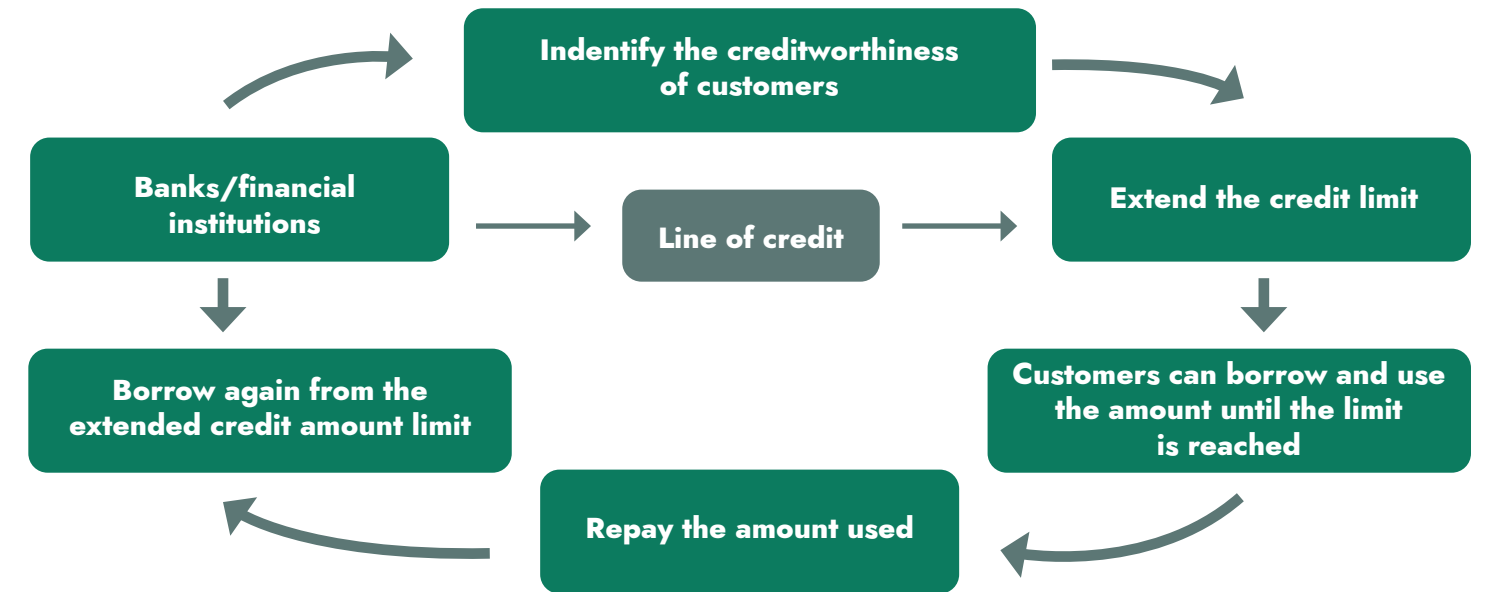 Indentify the creditworthiness
of customers
Banks/financial
institutions
Line of credit
Extend the credit limit
Borrow again from the
extended credit amount limit
Customers can borrow and use
the amount until the limit
is reached
Repay the amount used